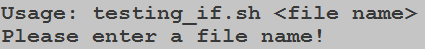 Usage: testing_if.sh <file name>
Please enter a file name!